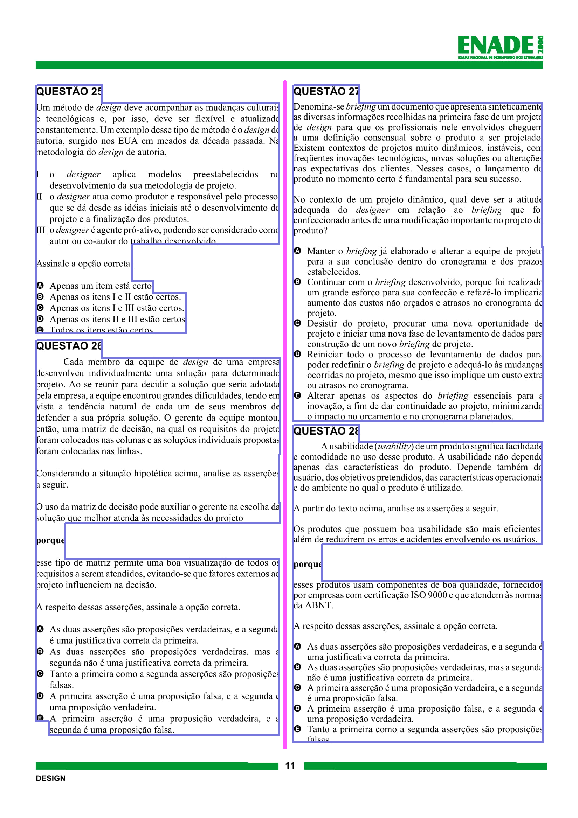 ENADE 2006
EXAME NACIONAL DE DESEMPENHO DOS ESTUDANTES
QUESTÃO 25
Um método de design deve acompanhar as mudanças culturais
e tecnológicas e, por isso, deve ser flexível e atualizado
constantemente. Um exemplo desse tipo de método é o design de
autoria, surgido nos EUA em meados da década passada. Na
metodologia do design de autoria,
I o designer aplica modelos preestabelecidos no
desenvolvimento da sua metodologia de projeto.
II o designer atua como produtor e responsável pelo processo
que se dá desde as idéias iniciais até o desenvolvimento do
projeto e a finalização dos produtos.
III o designer é agente pró-ativo, podendo ser considerado como
autor ou co-autor do trabalho desenvolvido.
Assinale a opção correta.
A Apenas um item está certo.
B Apenas os itens I e II estão certos.
C Apenas os itens I e III estão certos.
D Apenas os itens II e III estão certos.
E Todos os itens estão certos.
QUESTÃO 26
Cada membro da equipe de design de uma empresa
desenvolveu individualmente uma solução para determinado
projeto. Ao se reunir para decidir a solução que seria adotada
pela empresa, a equipe encontrou grandes dificuldades, tendo em
vista a tendência natural de cada um de seus membros de
defender a sua própria solução. O gerente da equipe montou,
então, uma matriz de decisão, na qual os requisitos do projeto
foram colocados nas colunas e as soluções individuais propostas
foram colocadas nas linhas.
Considerando a situação hipotética acima, analise as asserções
a seguir.
O uso da matriz de decisão pode auxiliar o gerente na escolha da
solução que melhor atenda às necessidades do projeto
porque
esse tipo de matriz permite uma boa visualização de todos os
requisitos a serem atendidos, evitando-se que fatores externos ao
projeto influenciem na decisão.
A respeito dessas asserções, assinale a opção correta.
A As duas asserções são proposições verdadeiras, e a segunda
é uma justificativa correta da primeira.
B As duas asserções são proposições verdadeiras, mas a
segunda não é uma justificativa correta da primeira.
C Tanto a primeira como a segunda asserções são proposições
falsas.
D A primeira asserção é uma proposição falsa, e a segunda é
uma proposição verdadeira.
E A primeira asserção é uma proposição verdadeira, e a
segunda é uma proposição falsa.
QUESTÃO 27
Denomina-se briefing um documento que apresenta sinteticamente
as diversas informações recolhidas na primeira fase de um projeto
de design para que os profissionais nele envolvidos cheguem
a uma definição consensual sobre o produto a ser projetado.
Existem contextos de projetos muito dinâmicos, instáveis, com
freqüentes inovações tecnológicas, novas soluções ou alterações
nas expectativas dos clientes. Nesses casos, o lançamento do
produto no momento certo é fundamental para seu sucesso.
No contexto de um projeto dinâmico, qual deve ser a atitude
adequada do designer em relação ao briefing que foi
confeccionado antes de uma modificação importante no projeto do
produto?
A Manter o briefing já elaborado e alterar a equipe de projeto
para a sua conclusão dentro do cronograma e dos prazos
estabelecidos.
B Continuar com o briefing desenvolvido, porque foi realizado
um grande esforço para sua confecção e refazê-lo implicaria
aumento dos custos não orçados e atrasos no cronograma do
projeto.
C Desistir do projeto, procurar uma nova oportunidade de
projeto e iniciar uma nova fase de levantamento de dados para
construção de um novo briefing de projeto.
D Reiniciar todo o processo de levantamento de dados para
poder redefinir o briefing de projeto e adequá-lo às mudanças
ocorridas no projeto, mesmo que isso implique um custo extra
ou atrasos no cronograma.
E Alterar apenas os aspectos do briefing essenciais para a
inovação, a fim de dar continuidade ao projeto, minimizando
o impacto no orçamento e no cronograma planejados.
QUESTÃO 28
A usabilidade (usability) de um produto significa facilidade
e comodidade no uso desse produto. A usabilidade não depende
apenas das características do produto. Depende também do
usuário, dos objetivos pretendidos, das características operacionais
e do ambiente no qual o produto é utilizado.
A partir do texto acima, analise as asserções a seguir.
Os produtos que possuem boa usabilidade são mais eficientes,
além de reduzirem os erros e acidentes envolvendo os usuários,
porque
esses produtos usam componentes de boa qualidade, fornecidos
por empresas com certificação ISO 9000 e que atendem às normas
da ABNT.
A respeito dessas asserções, assinale a opção correta.
A As duas asserções são proposições verdadeiras, e a segunda é
uma justificativa correta da primeira.
B As duas asserções são proposições verdadeiras, mas a segunda
não é uma justificativa correta da primeira.
C A primeira asserção é uma proposição verdadeira, e a segunda
é uma proposição falsa.
D A primeira asserção é uma proposição falsa, e a segunda é
uma proposição verdadeira.
E Tanto a primeira como a segunda asserções são proposições
falsas.
11
DESIGN